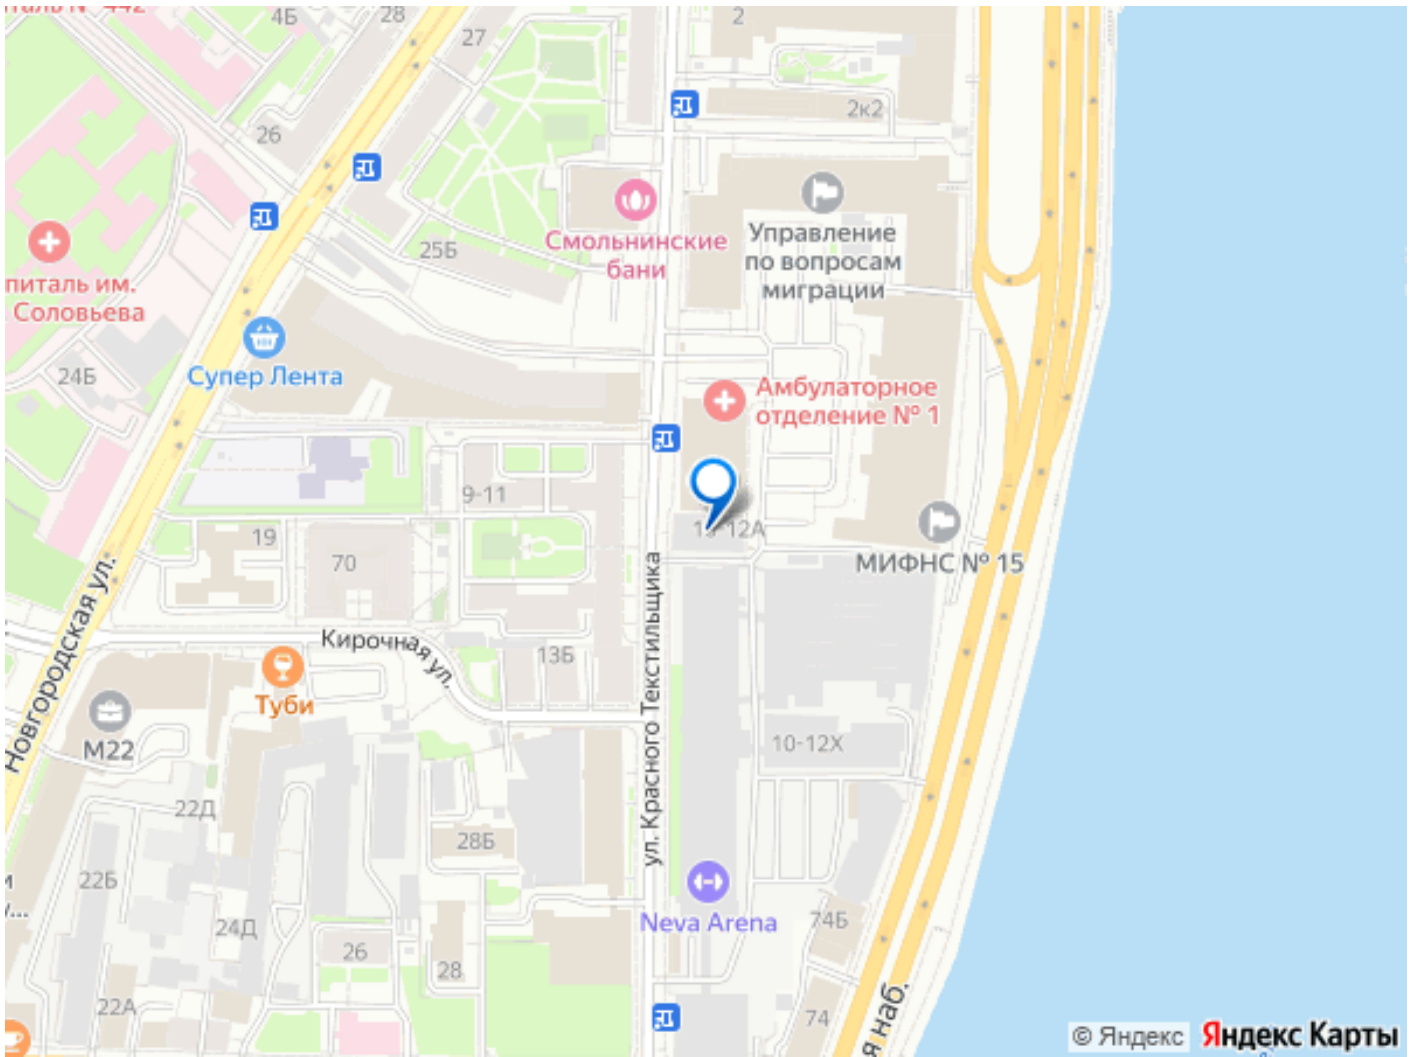 4Б
28
27
2
2к2
26
25Б
Смольнинские
бани
Управление
по вопросам
миграции
питаль им.
Соловьева
24Б
Супер Лента
Амбулаторное
отделение № 1
9-11
19
70
10-12А
МИФНС № 15
Новгородская ул.
Кирочная ул.
13Б
ул. Красного Текстильщика
Туби
М22
10-12Х
22Д
28Б
22Б
и
у...
24Д
Neva Arena
74Б
26
28
22А
74
я наб.
© Яндекс
Яндекс Карты